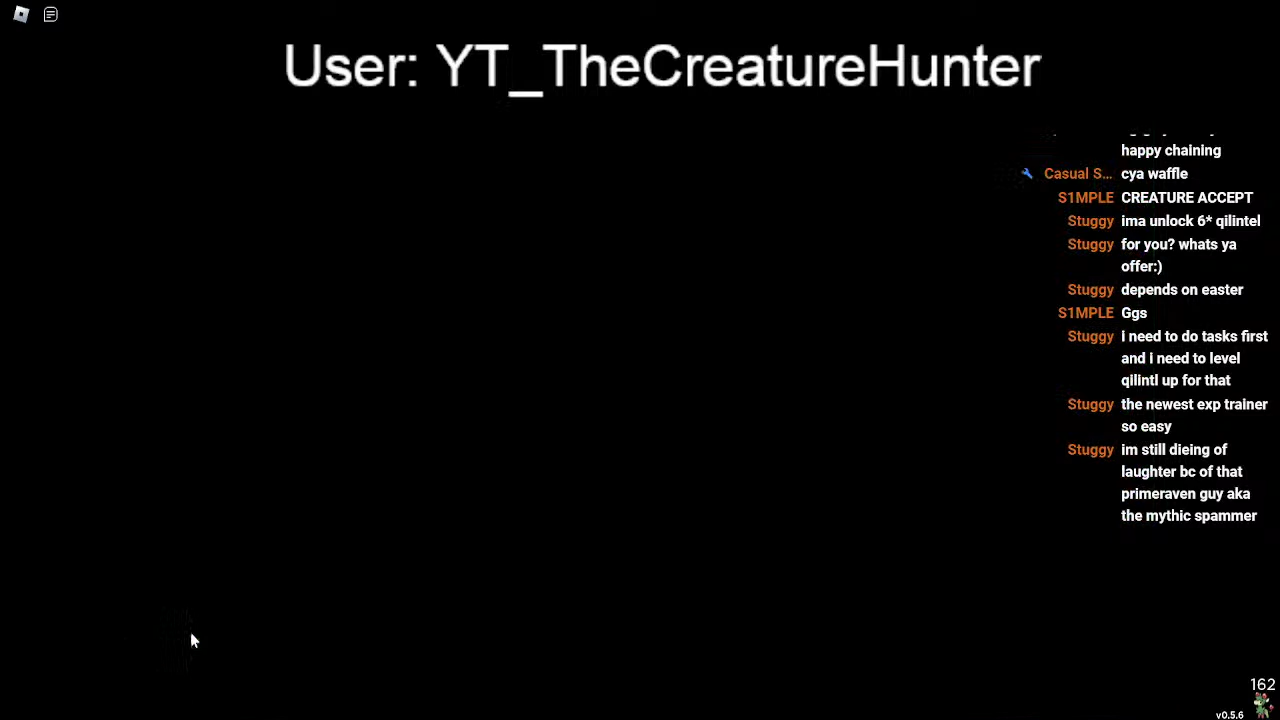 User: YT_TheCreatureHunter
happy chaining
Casual S... cya waffle
S1MPLE CREATURE ACCEPT
Stuggy ima unlock 6* qilintel
Stuggy for you? whats ya
offer:)
Stuggy depends on easter
S1MPLE Ggs
Stuggy i need to do tasks first
and i need to level
qilintl up for that
Stuggy the newest exp trainer
so easy
Stuggy im still dieing of
laughter bc of that
primeraven guy aka
the mythic spammer
162
v0.5.6